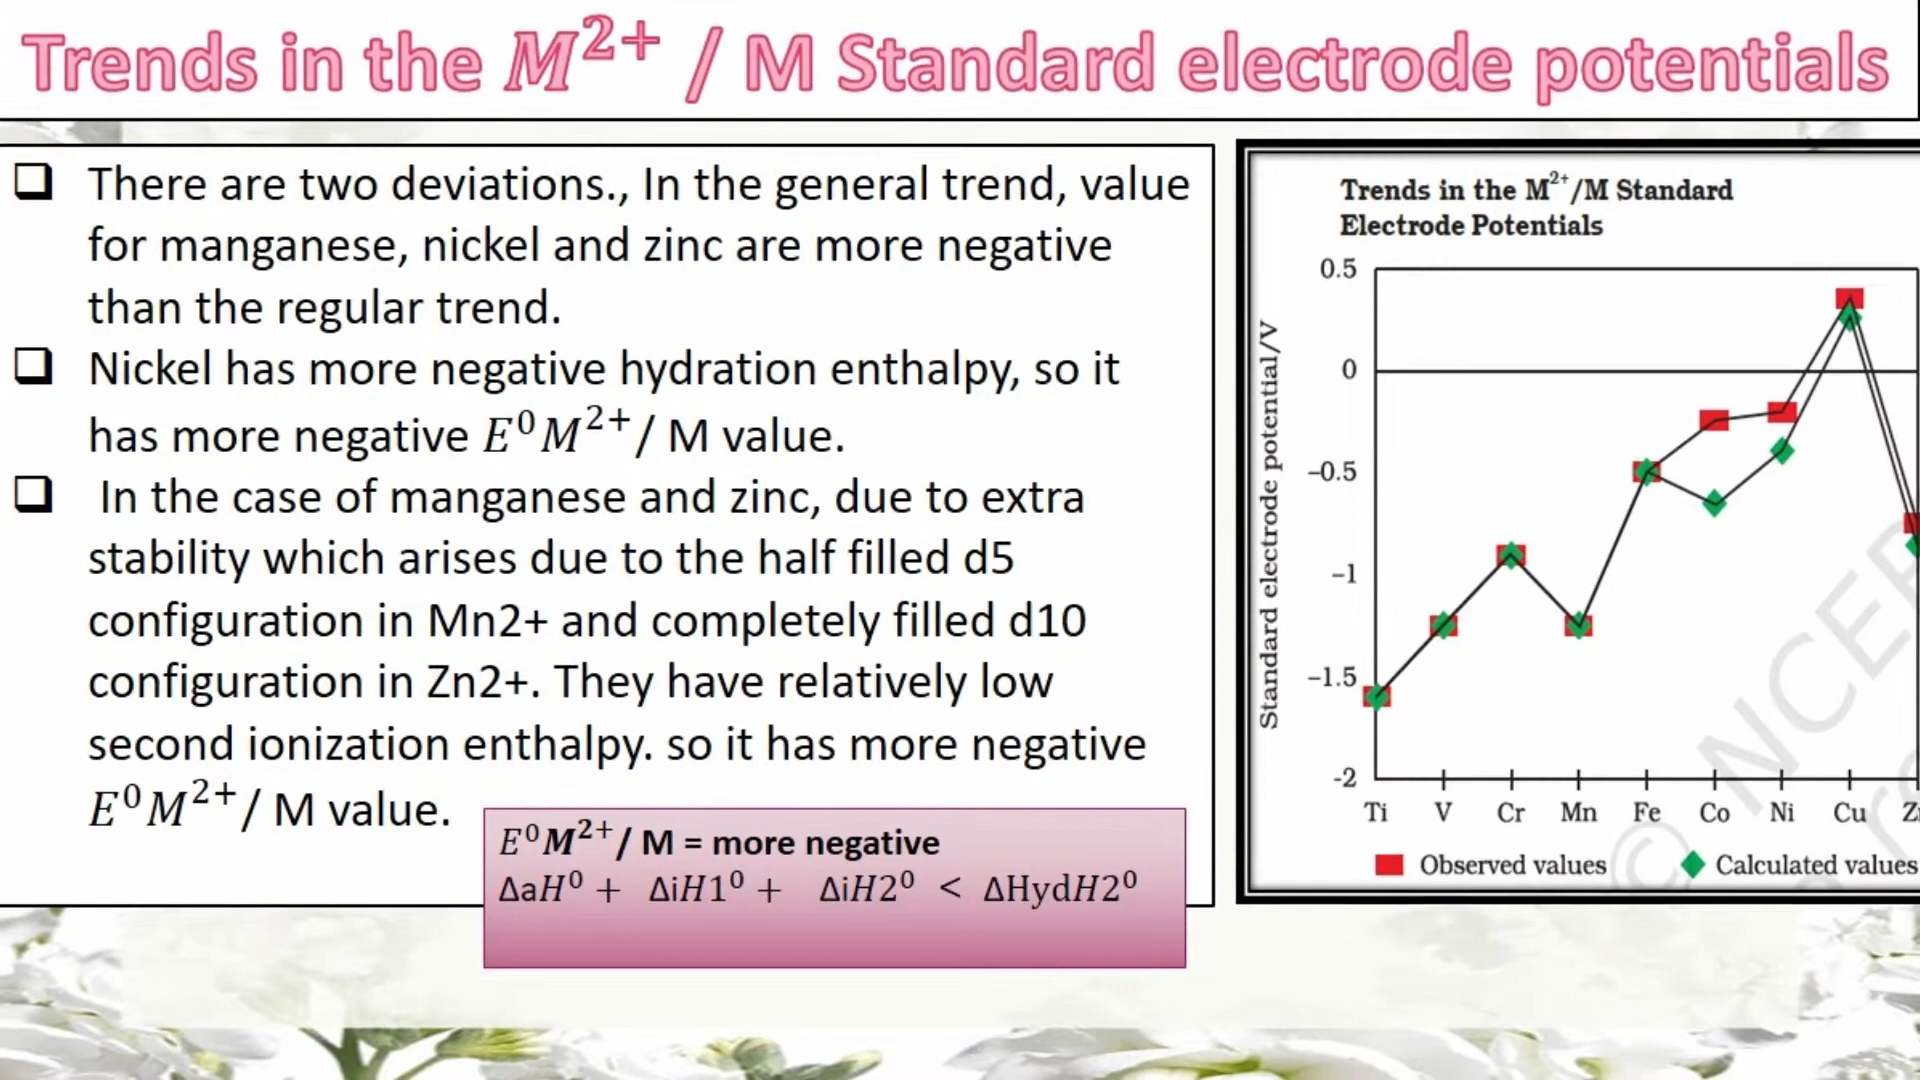 Trends in the M²⁺ / M Standard electrode potentials
❑ There are two deviations., In the general trend, value
for manganese, nickel and zinc are more negative
than the regular trend.
❑ Nickel has more negative hydration enthalpy, so it
has more negative E⁰M²⁺/ M value.
❑ In the case of manganese and zinc, due to extra
stability which arises due to the half filled d5
configuration in Mn2+ and completely filled d10
configuration in Zn2+. They have relatively low
second ionization enthalpy. so it has more negative
E⁰M²⁺/ M value.
E⁰M²⁺/ M = more negative
ΔaH⁰ + ΔiH1⁰ + ΔiH2⁰ < ΔHydH2⁰
Trends in the M²⁺/M Standard
Electrode Potentials
Standard electrode potential/V
0.5
0
–0.5
–1
–1.5
-2
Ti V Cr Mn Fe Co Ni Cu
Observed values Calculated values
© NCE